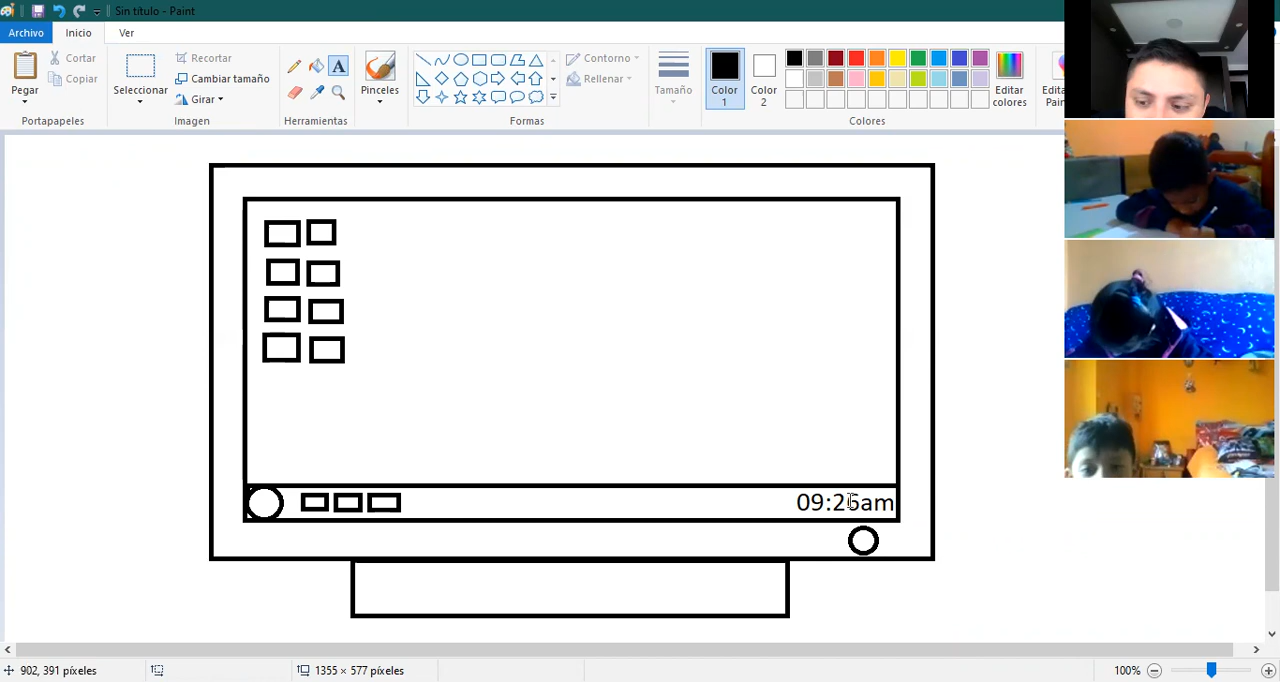 Sin título - Paint
Archivo Inicio Ver
Pegar
Cortar
Copiar
Portapapeles
Seleccionar
Recortar
Cambiar tamaño
Girar
Imagen
A
Herramientas
Pinceles
Contorno
Rellenar
Formas
Tamaño
Color 1
Color 2
Editar colores
Colores
09:26am
902, 391 píxeles
1355 × 577 píxeles
100%